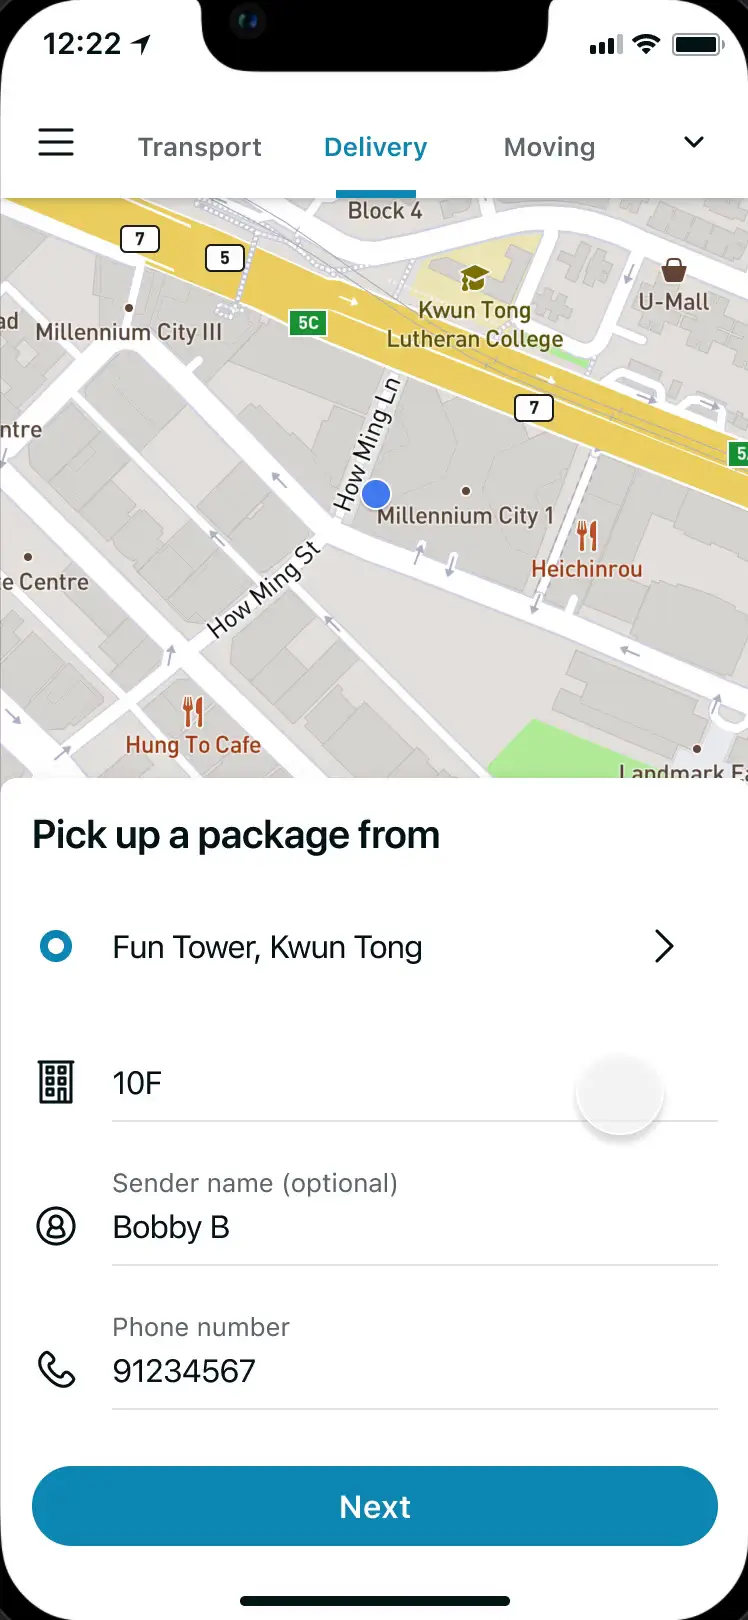 12:22
Transport
Delivery
Moving
Block 4
7
5
U-Mall
Kwun Tong
Lutheran College
5C
ad
Millennium City III
7
ntre
5
How Ming Ln
Millennium City 1
Heichinrou
e Centre
How Ming St
Hung To Cafe
Landmark Ea
Pick up a package from
Fun Tower, Kwun Tong
10F
Sender name (optional)
Bobby B
Phone number
91234567
Next